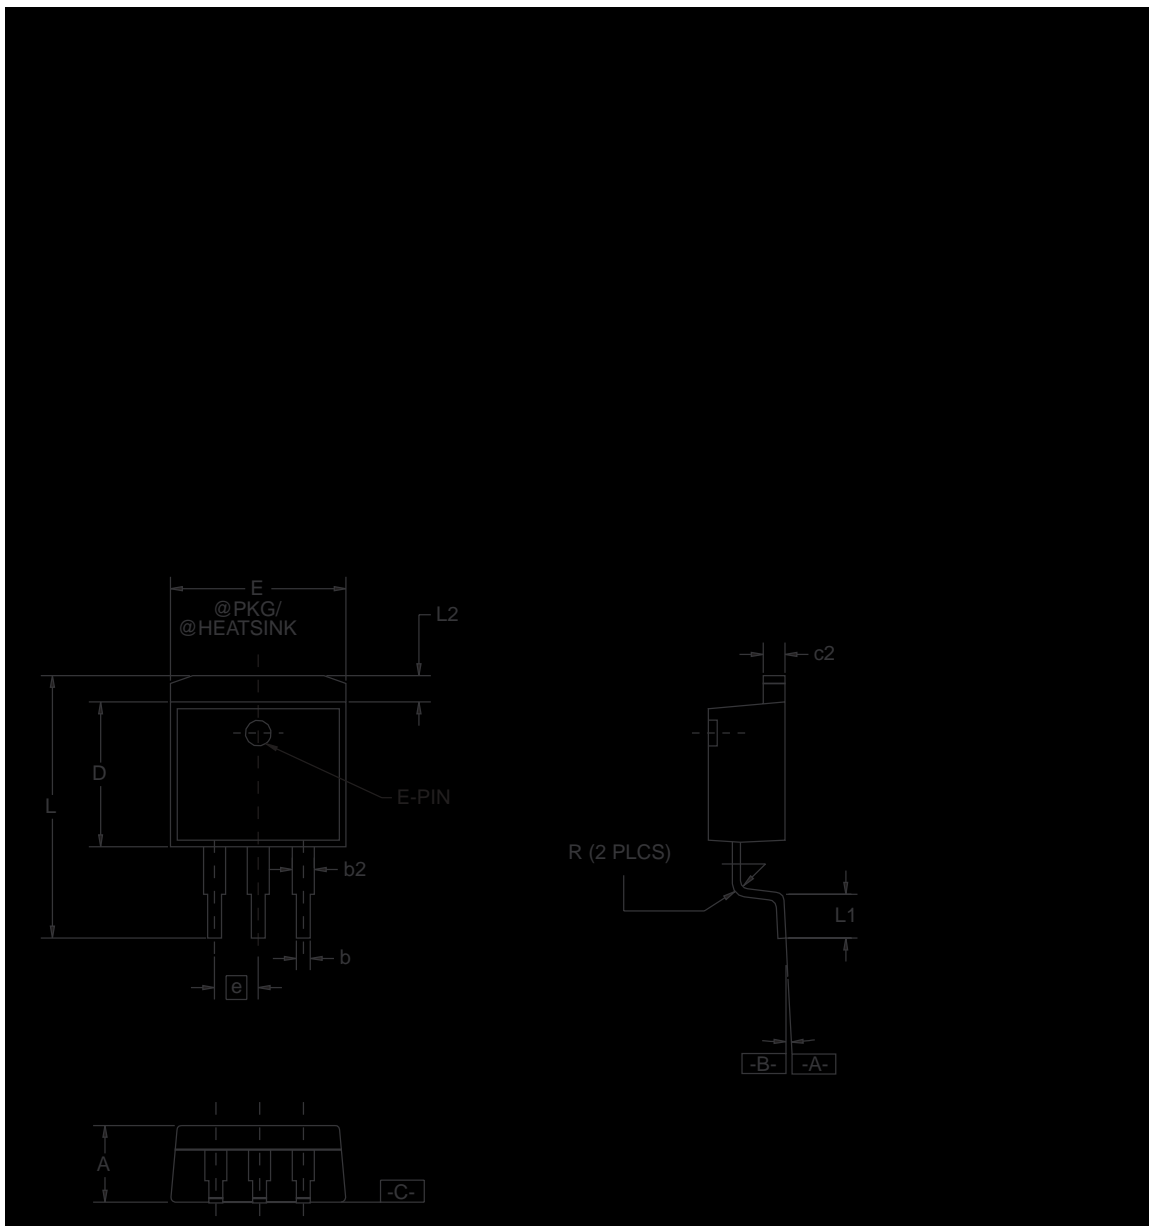 E
@PKG/
@HEATSINK
L2
c2
D
L
E-PIN
b2
R (2 PLCS)
L1
b
e
-B-
-A-
A
-C-